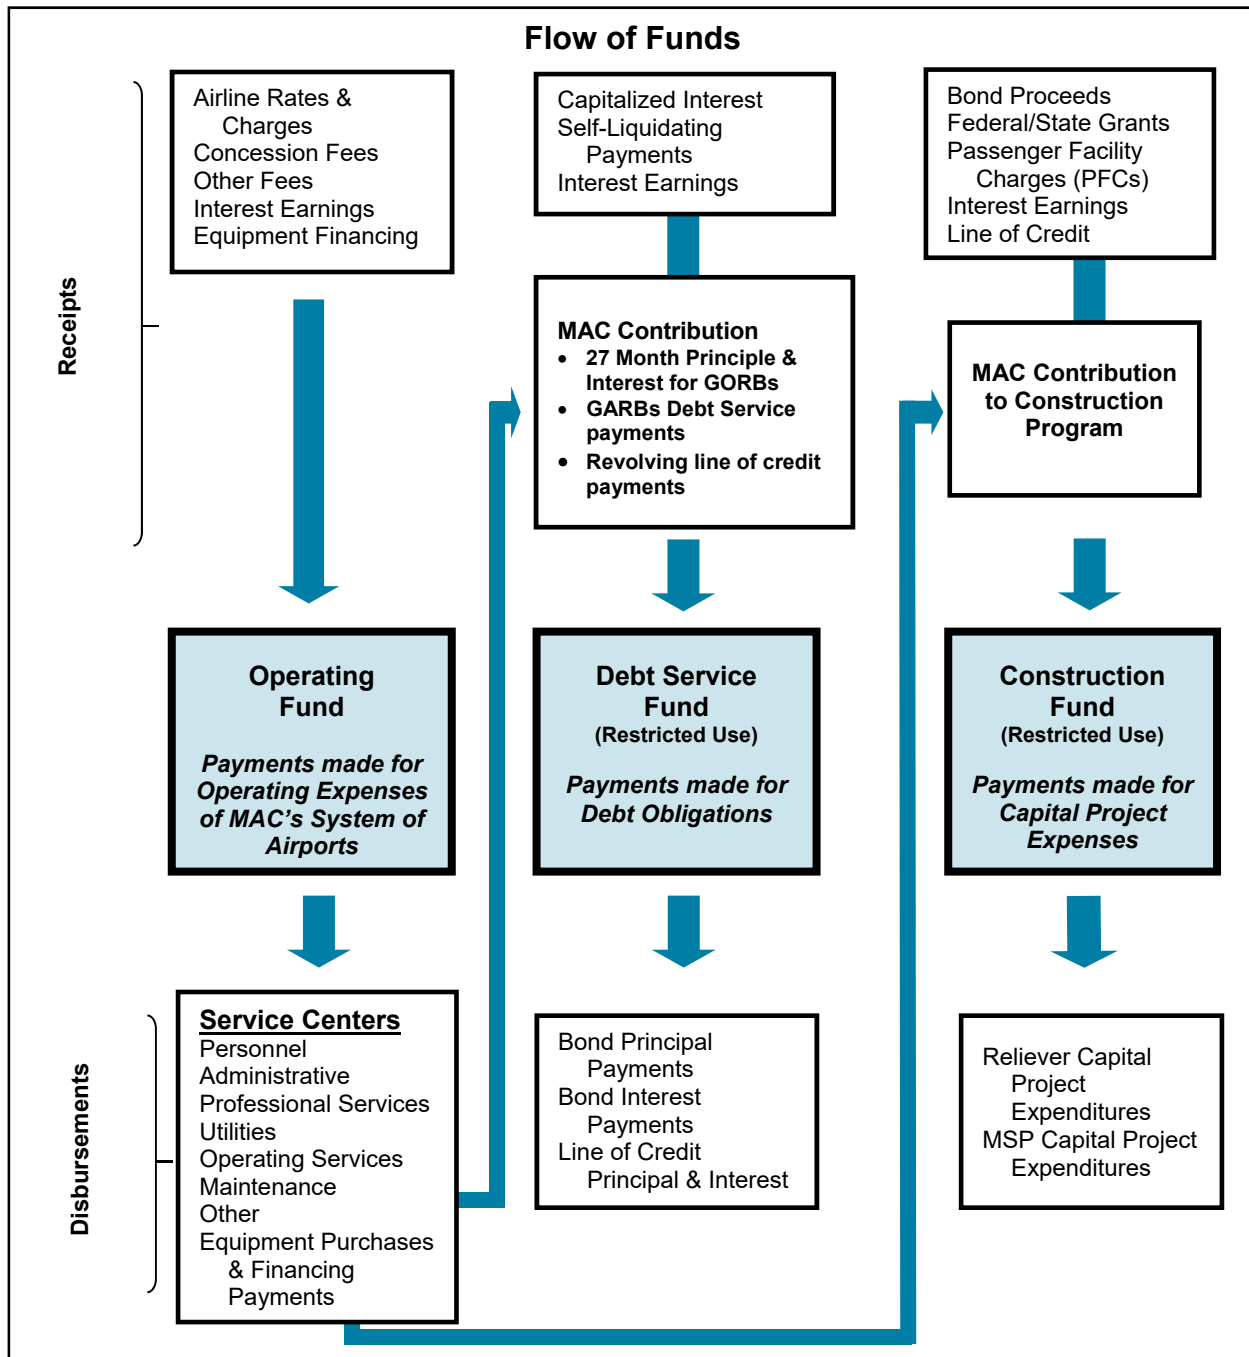 Flow of Funds
Receipts
Airline Rates &
Charges
Concession Fees
Other Fees
Interest Earnings
Equipment Financing
Capitalized Interest
Self-Liquidating
Payments
Interest Earnings
Bond Proceeds
Federal/State Grants
Passenger Facility
Charges (PFCs)
Interest Earnings
Line of Credit
MAC Contribution
• 27 Month Principle &
Interest for GORBs
• GARBs Debt Service
payments
• Revolving line of credit
payments
MAC Contribution
to Construction
Program
Operating
Fund
Payments made for
Operating Expenses
of MAC's System of
Airports
Debt Service
Fund
(Restricted Use)
Payments made for
Debt Obligations
Construction
Fund
(Restricted Use)
Payments made for
Capital Project
Expenses
Disbursements
Service Centers
Personnel
Administrative
Professional Services
Utilities
Operating Services
Maintenance
Other
Equipment Purchases
& Financing
Payments
Bond Principal
Payments
Bond Interest
Payments
Line of Credit
Principal & Interest
Reliever Capital
Project
Expenditures
MSP Capital Project
Expenditures